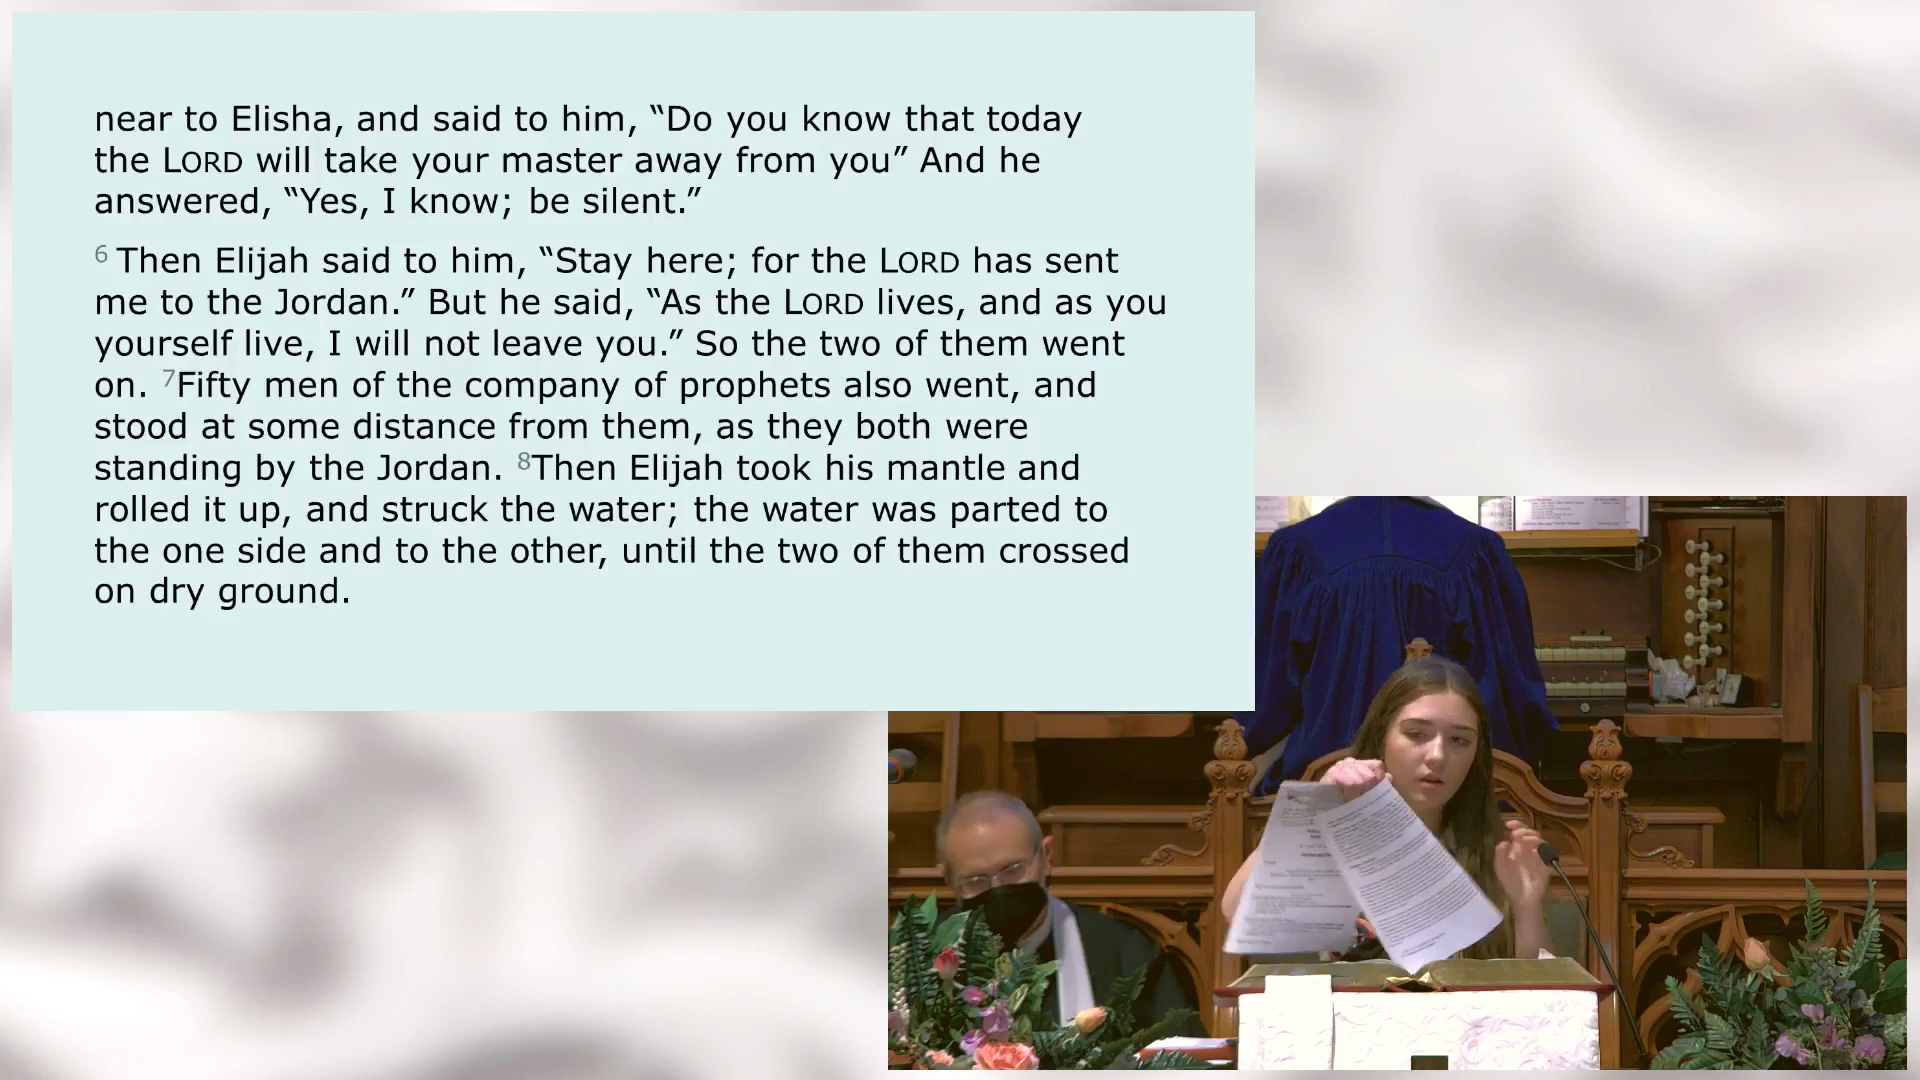 near to Elisha, and said to him, “Do you know that today
the LORD will take your master away from you” And he
answered, “Yes, I know; be silent.”
6 Then Elijah said to him, “Stay here; for the LORD has sent
me to the Jordan.” But he said, “As the LORD lives, and as you
yourself live, I will not leave you.” So the two of them went
on. 7Fifty men of the company of prophets also went, and
stood at some distance from them, as they both were
standing by the Jordan. 8Then Elijah took his mantle and
rolled it up, and struck the water; the water was parted to
the one side and to the other, until the two of them crossed
on dry ground.